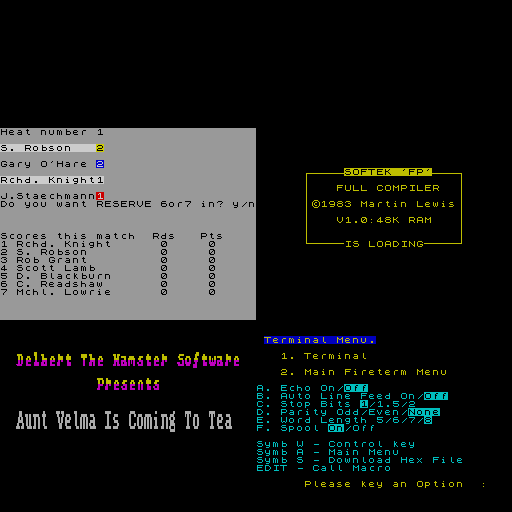 Heat number 1
S. Robson 2
Gary O'Hare 2
Rchd. Knight1
J.Staechmann1
Do you want RESERVE 6or7 in? y/n
Scores this match Rds Pts
1 Rchd. Knight 0 0
2 S. Robson 0 0
3 Rob Grant 0 0
4 Scott Lamb 0 0
5 D. Blackburn 0 0
6 C. Readshaw 0 0
7 Mchl. Lowrie 0 0
SOFTEK 'FP'
FULL COMPILER
©1983 Martin Lewis
V1.0:48K RAM
IS LOADING
Delbert The Hamster Software
Presents
Aunt Velma Is Coming To Tea
Terminal Menu.
1. Terminal
2. Main Fireterm Menu
A. Echo On/Off
B. Auto Line Feed On/Off
C. Stop Bits 1/1.5/2
D. Parity Odd/Even/None
E. Word Length 5/6/7/8
F. Spool On/Off
Symb W - Control key
Symb A - Main Menu
Symb S - Download Hex File
EDIT - Call Macro
Please key an Option :